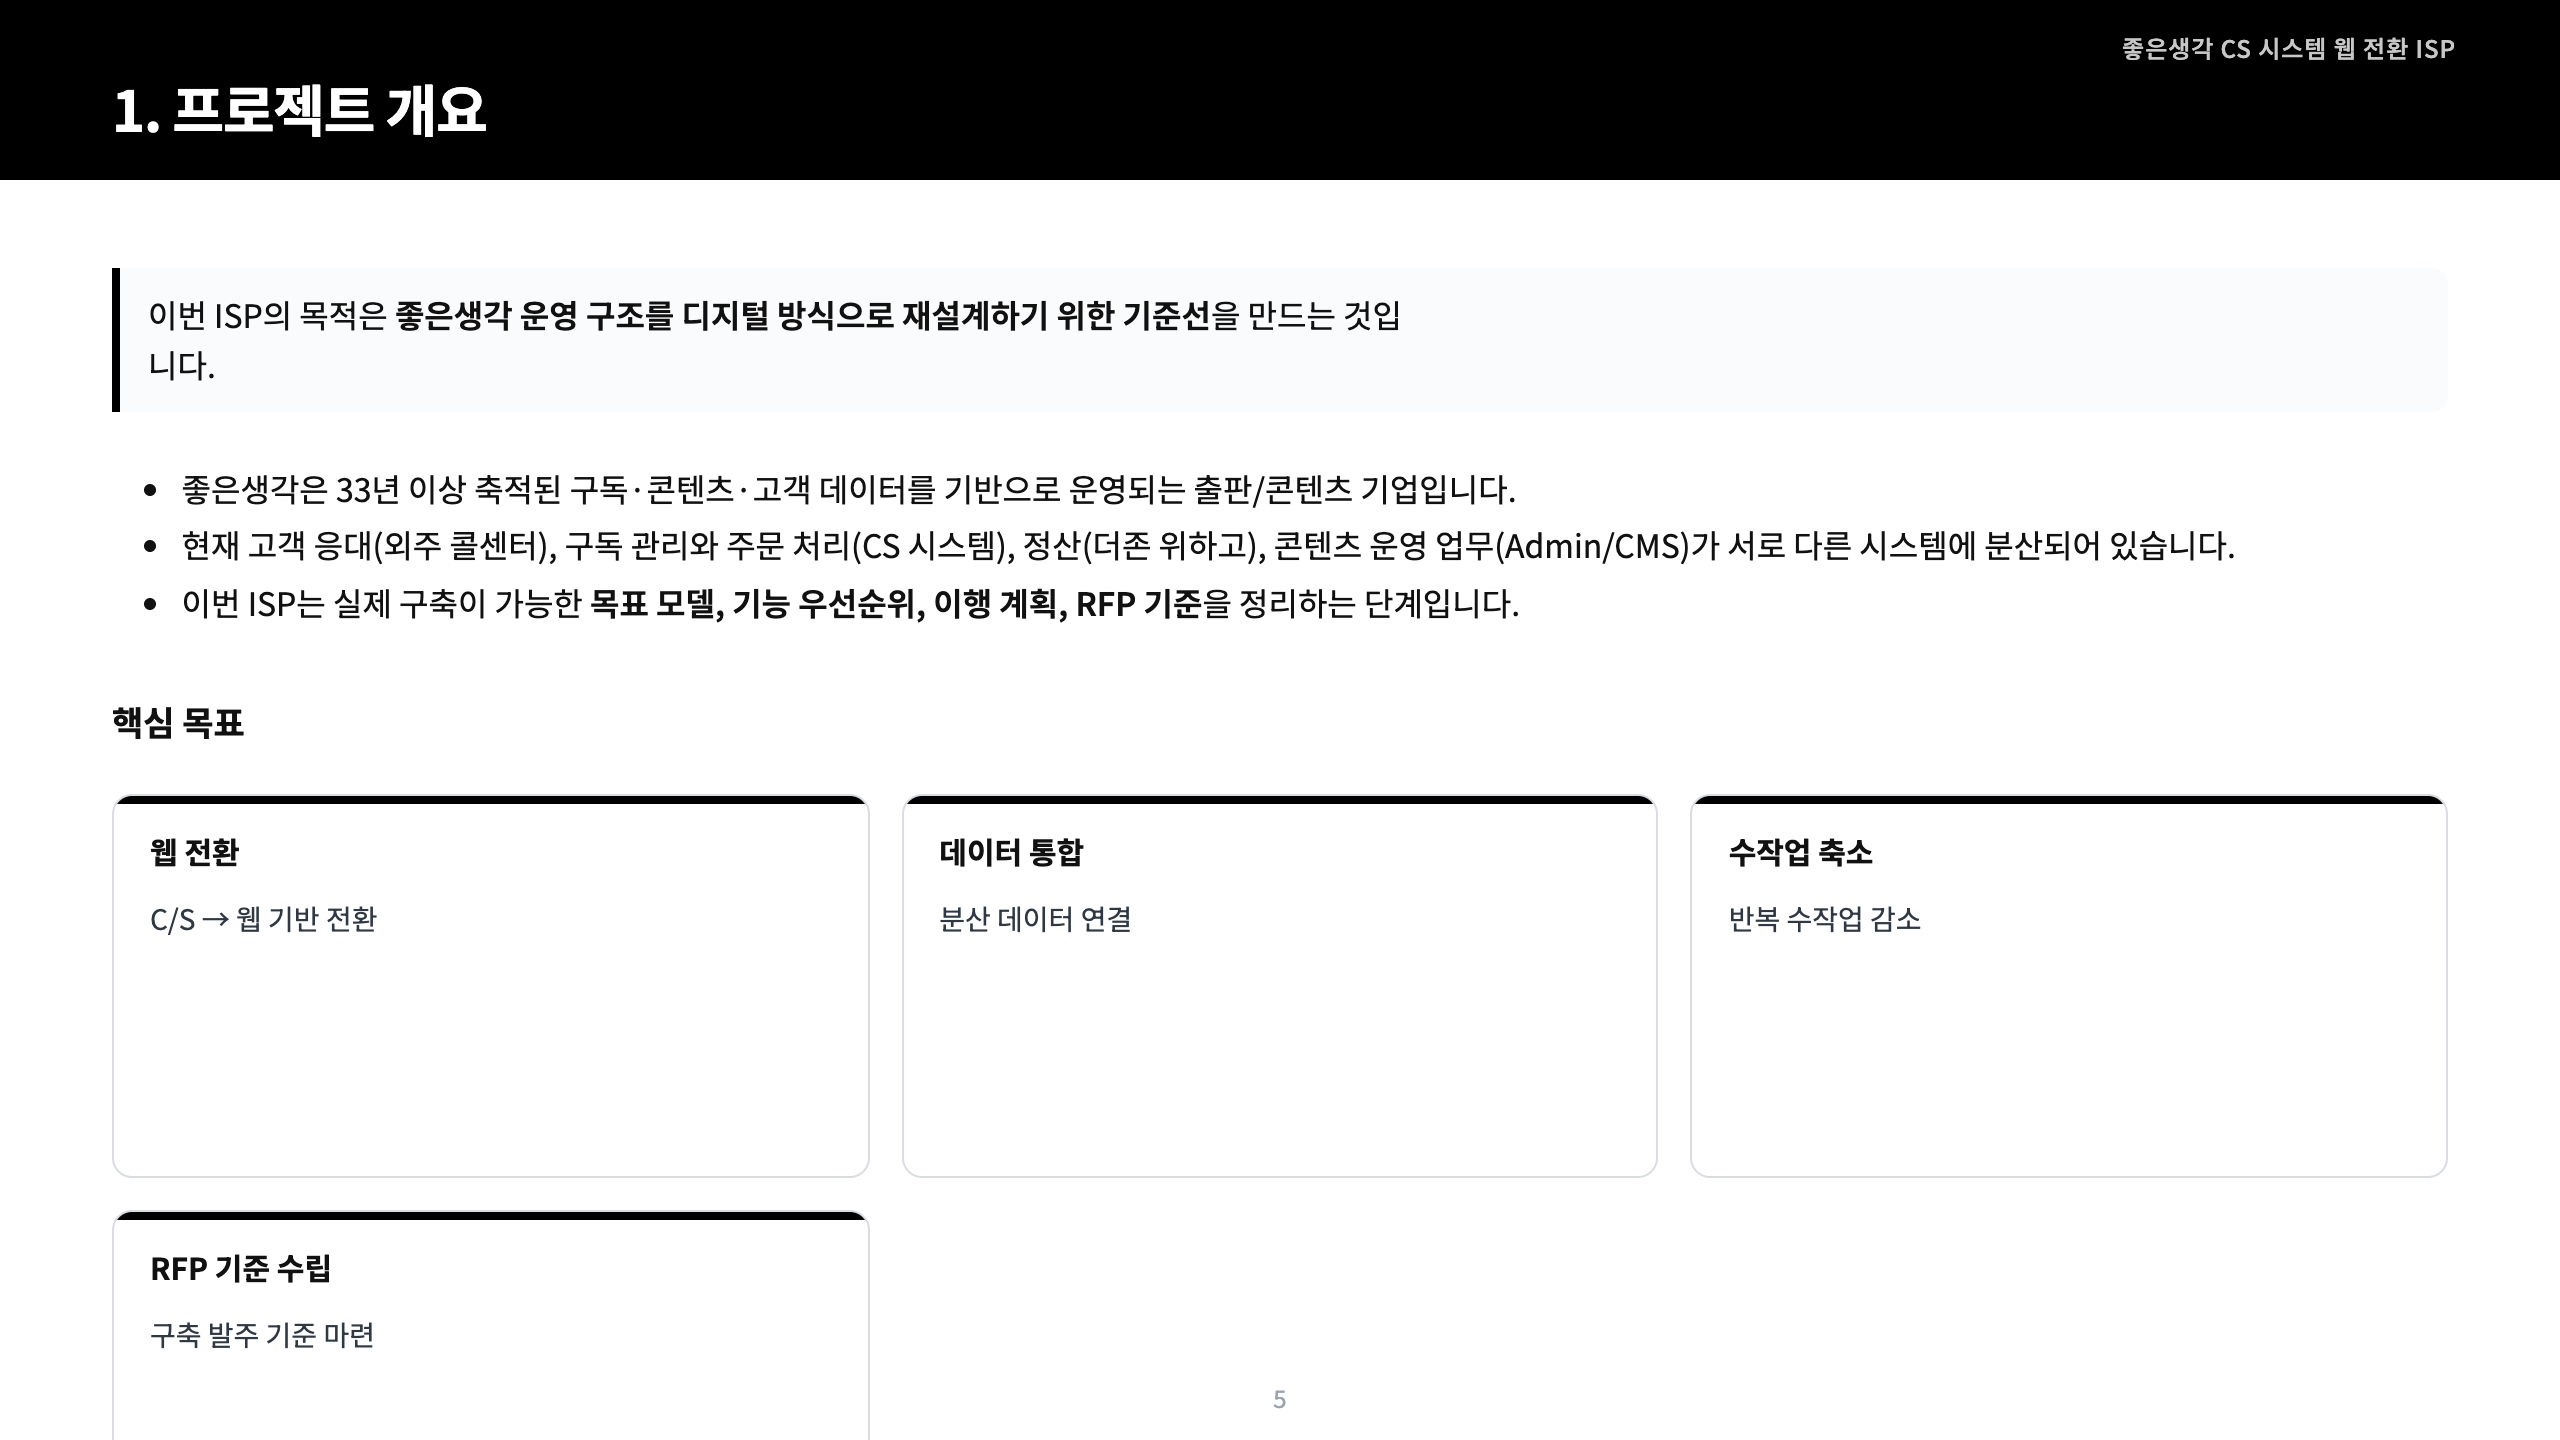 좋은생각 CS 시스템 웹 전환 ISP
1. 프로젝트 개요
이번 ISP의 목적은 좋은생각 운영 구조를 디지털 방식으로 재설계하기 위한 기준선을 만드는 것입
니다.
• 좋은생각은 33년 이상 축적된 구독·콘텐츠·고객 데이터를 기반으로 운영되는 출판/콘텐츠 기업입니다.
• 현재 고객 응대(외주 콜센터), 구독 관리와 주문 처리(CS 시스템), 정산(더존 위하고), 콘텐츠 운영 업무(Admin/CMS)가 서로 다른 시스템에 분산되어 있습니다.
• 이번 ISP는 실제 구축이 가능한 목표 모델, 기능 우선순위, 이행 계획, RFP 기준을 정리하는 단계입니다.
핵심 목표
웹 전환
C/S → 웹 기반 전환
데이터 통합
분산 데이터 연결
수작업 축소
반복 수작업 감소
RFP 기준 수립
구축 발주 기준 마련
5